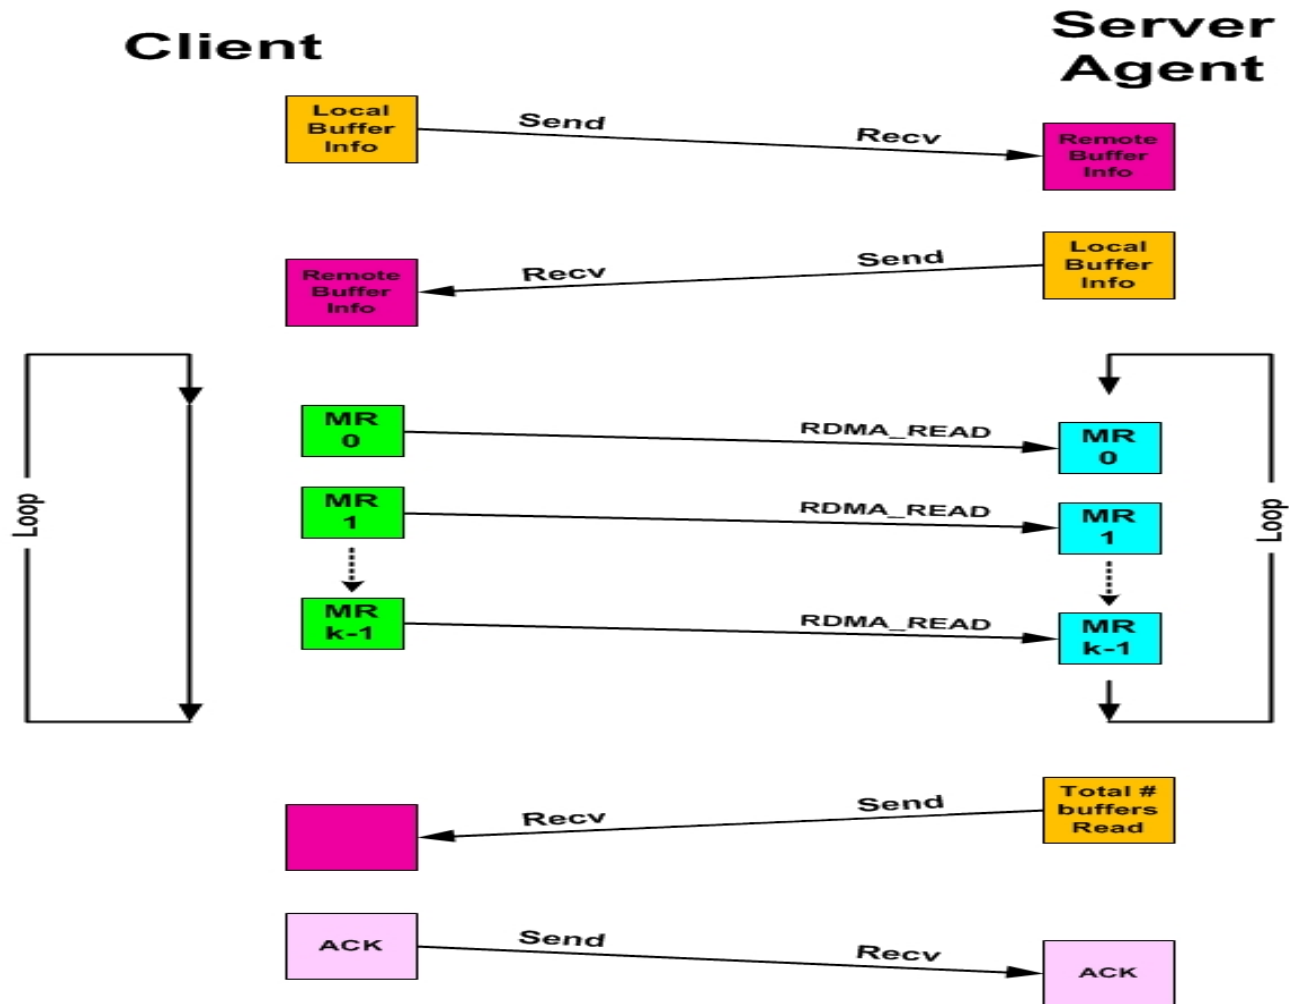 Client
Server
Agent
Local
Buffer
Info
Send
Recv
Remote
Buffer
Info
Remote
Buffer
Info
Recv
Send
Local
Buffer
Info
Loop
MR
0
RDMA_READ
MR
0
MR
1
RDMA_READ
MR
1
MR
k-1
RDMA_READ
MR
k-1
Loop
Recv
Send
Total #
buffers
Read
ACK
Send
Recv
ACK